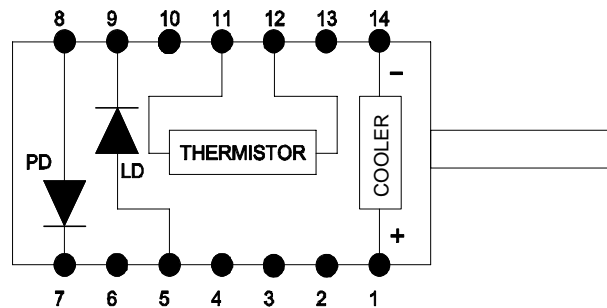 8 9 10 11 12 13 14
−
THERMISTOR
COOLER
PD
LD
+
7 6 5 4 3 2 1